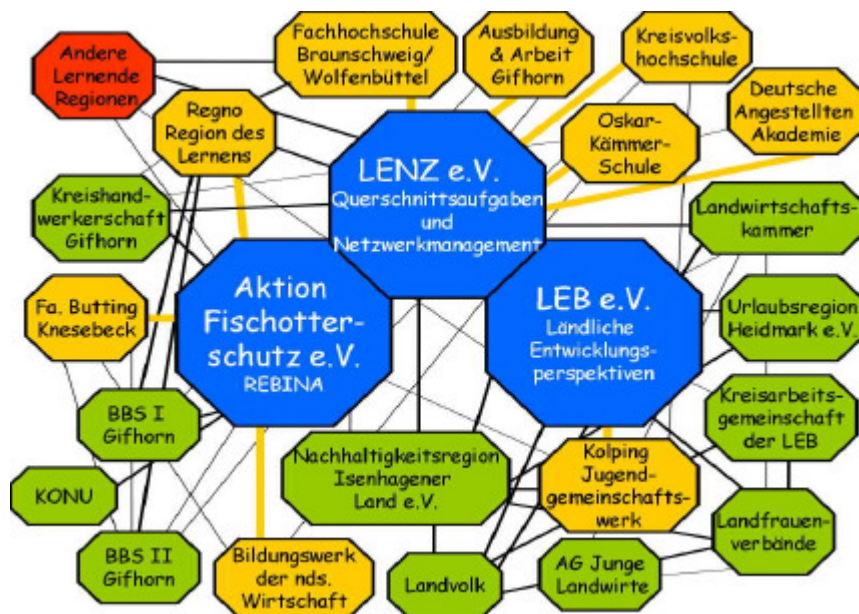 Andere
Lernende
Regionen
Fachhochschule
Braunschweig/
Wolfenbüttel
Ausbildung
& Arbeit
Gifhorn
Kreisvolks-
hochschule
Deutsche
Angestellten
Akademie
Regno
Region des
Lernens
Oskar-
Kämmer-
Schule
LENZ e.V.
Querschnittsaufgaben
und
Netzwerkmanagement
Kreishand-
werkerschaft
Gifhorn
Landwirtschafts-
kammer
Aktion
Fischotter-
schutz e.V.
REBINA
LEB e.V.
Ländliche
Entwicklungs-
perspektiven
Fa. Butting
Knesebeck
Urlaubsregion
Heidmark e.V.
BBS I
Gifhorn
Kreisarbeits-
gemeinschaft
der LEB
Nachhaltigkeitsregion
Isenhagener
Land e.V.
Kolping
Jugend-
gemeinschafts-
werk
KONU
Landfrauen-
verbände
BBS II
Gifhorn
Bildungswerk
der nds.
Wirtschaft
Landvolk
AG Junge
Landwirte